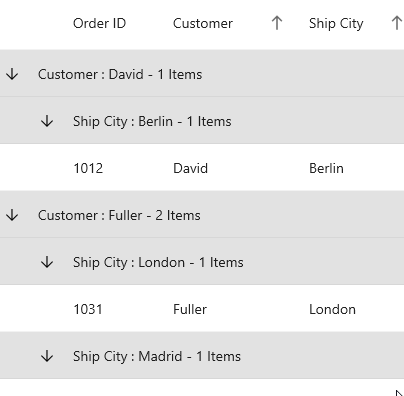 Order ID Customer Ship City
Customer : David - 1 Items
Ship City : Berlin - 1 Items
1012 David Berlin
Customer : Fuller - 2 Items
Ship City : London - 1 Items
1031 Fuller London
Ship City : Madrid - 1 Items